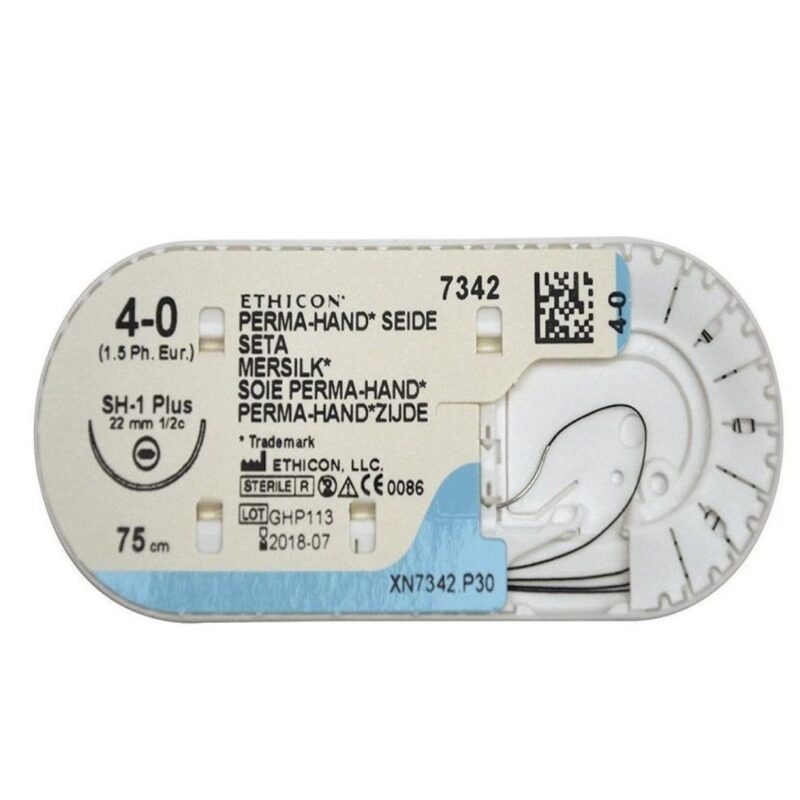 4-0
(1.5 Ph. Eur.)
SH-1 Plus
22 mm 1/2c
75 cm
ETHICON*
7342
PERMA-HAND* SEIDE
SETA
MERSILK*
SOIE PERMA-HAND*
PERMA-HAND*ZIJDE
* Trademark
ETHICON, LLC.
STERILE R 2 CE 0086
LOT GHP113
2018-07
XN7342.P30
4-0